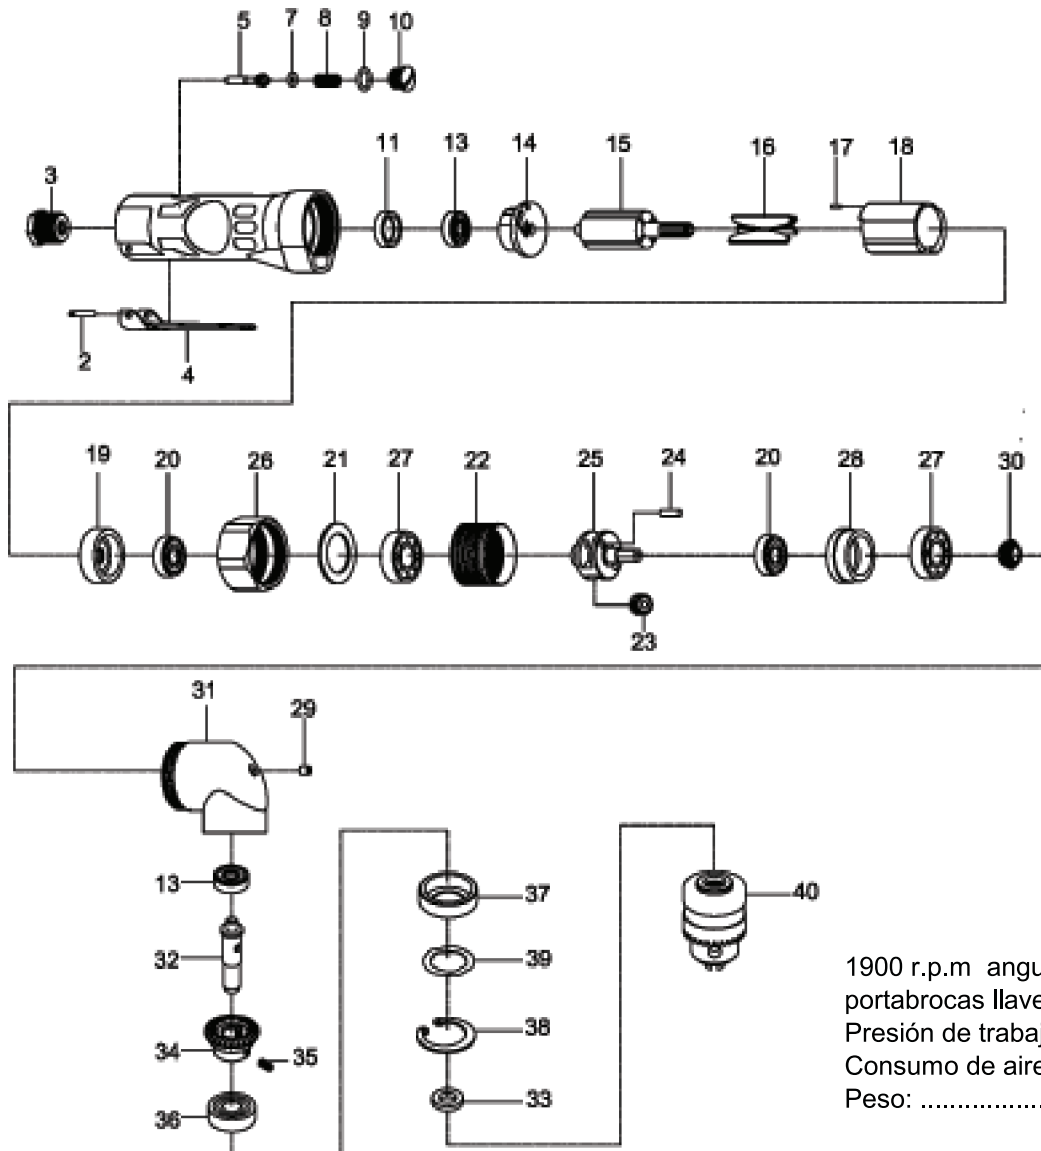 5 7 8 9 10
3 11 13 14 15 16 17 18
2 4
19 20 26 21 27 22 25 24 20 28 27 30
23
31 29
13 37 40
32 39
34 35 38
36 33
1900 r.p.m angu
portabrocas llave
Presión de trabaj
Consumo de aire
Peso: .................